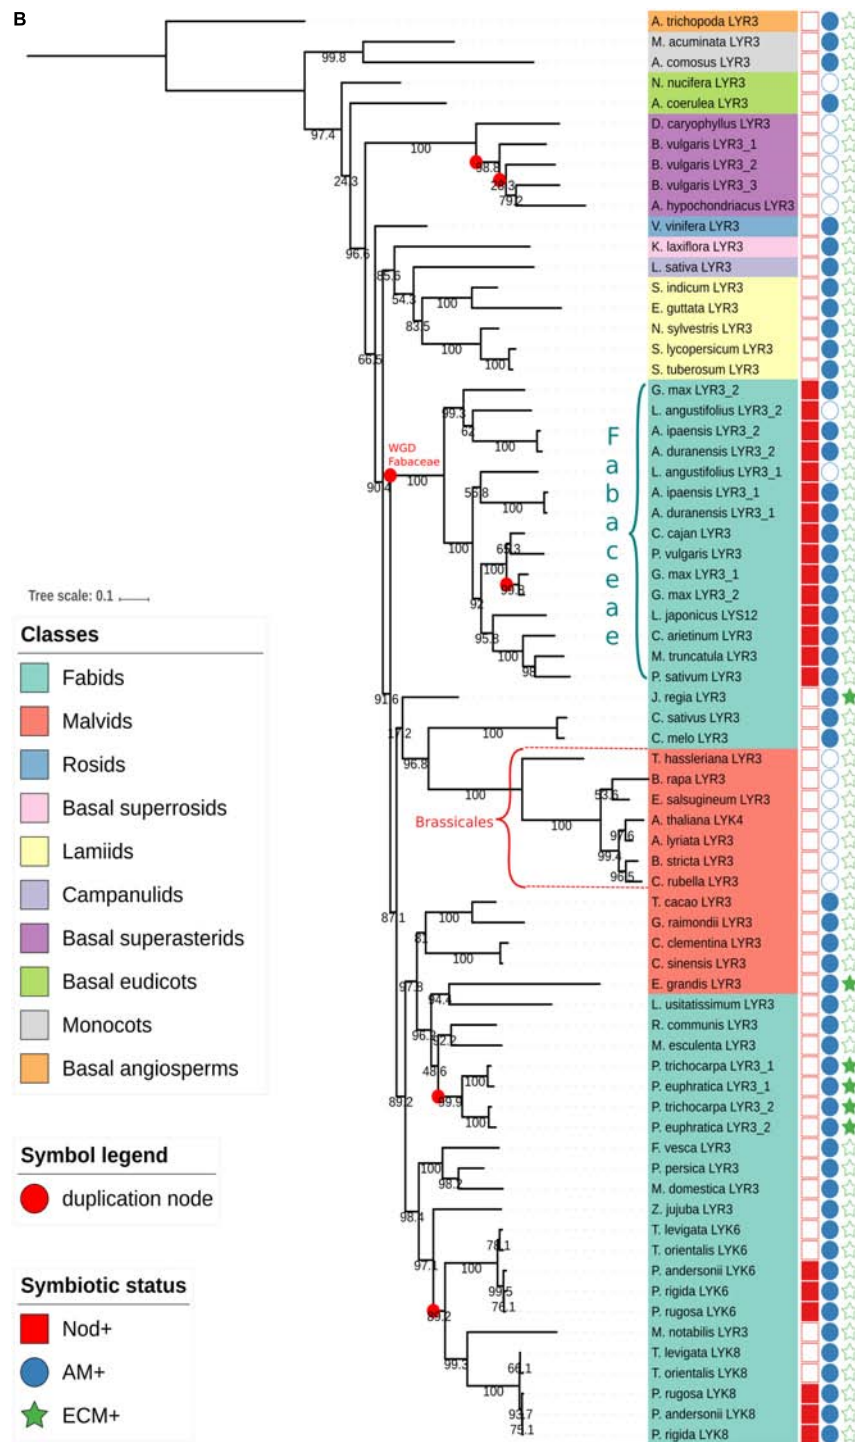 B
A. trichopoda LYR3
M. acuminata LYR3
99.8
A. comosus LYR3
N. nucifera LYR3
97.4
A. coerulea LYR3
D. caryophyllus LYR3
100
B. vulgaris LYR3_1
98.8
B. vulgaris LYR3_2
24.3
B. vulgaris LYR3_3
79.2
A. hypochondriacus LYR3
V. vinifera LYR3
96.6
K. laxiflora LYR3
85.6
L. sativa LYR3
S. indicum LYR3
54.3
100
E. guttata LYR3
83.5
N. sylvestris LYR3
100
S. lycopersicum LYR3
66.5
100
S. tuberosum LYR3
G. max LYR3_2
99.3
L. angustifolius LYR3_2
62
A. ipaensis LYR3_2
100
A. duranensis LYR3_2
WGD
Fabaceae
L. angustifolius LYR3_1
100
90.4
A. ipaensis LYR3_1
100
A. duranensis LYR3_1
C. cajan LYR3
100
P. vulgaris LYR3
100
G. max LYR3_1
99.8
G. max LYR3_2
92
L. japonicus LYS12
95.8
C. arietinum LYR3
100
M. truncatula LYR3
98
P. sativum LYR3
Fabaceae
91.6
J. regia LYR3
C. sativus LYR3
100
17.2
C. melo LYR3
96.8
T. hassleriana LYR3
B. rapa LYR3
53.6
E. salsugineum LYR3
100
Brassicales
A. thaliana LYK4
100
97.6
A. lyriata LYR3
99.4
B. stricta LYR3
96.5
C. rubella LYR3
T. cacao LYR3
87.1
100
G. raimondii LYR3
81
C. clementina LYR3
100
C. sinensis LYR3
97.8
E. grandis LYR3
94.4
L. usitatissimum LYR3
96.3
R. communis LYR3
52.2
M. esculenta LYR3
48.6
P. trichocarpa LYR3_1
100
P. euphratica LYR3_1
89.2
99.9
P. trichocarpa LYR3_2
100
P. euphratica LYR3_2
F. vesca LYR3
100
P. persica LYR3
98.2
M. domestica LYR3
98.4
Z. jujuba LYR3
T. levigata LYK6
78.1
T. orientalis LYK6
97.1
100
P. andersonii LYK6
99.5
P. rigida LYK6
76.1
P. rugosa LYK6
89.2
M. notabilis LYR3
99.3
T. levigata LYK8
66.1
T. orientalis LYK8
100
P. rugosa LYK8
93.7
P. andersonii LYK8
75.1
P. rigida LYK8
Tree scale: 0.1
Classes
Fabids
Malvids
Rosids
Basal superrosids
Lamiids
Campanulids
Basal superasterids
Basal eudicots
Monocots
Basal angiosperms
Symbol legend
duplication node
Symbiotic status
Nod+
AM+
ECM+